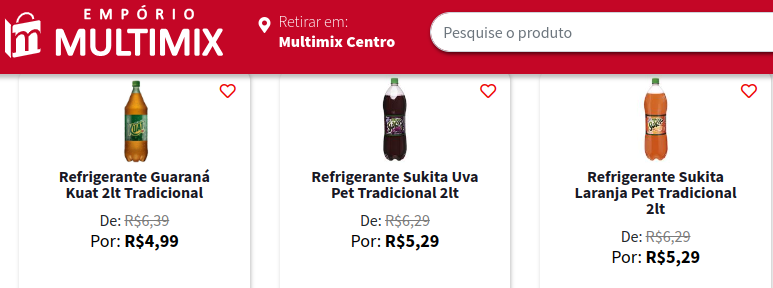 EMPÓRIO
MULTIMIX
Retirar em:
Multimix Centro
Pesquise o produto
Refrigerante Guaraná
Kuat 2lt Tradicional
De: R$6,39
Por: R$4,99
Refrigerante Sukita Uva
Pet Tradicional 2lt
De: R$6,29
Por: R$5,29
Refrigerante Sukita
Laranja Pet Tradicional
2lt
De: R$6,29
Por: R$5,29